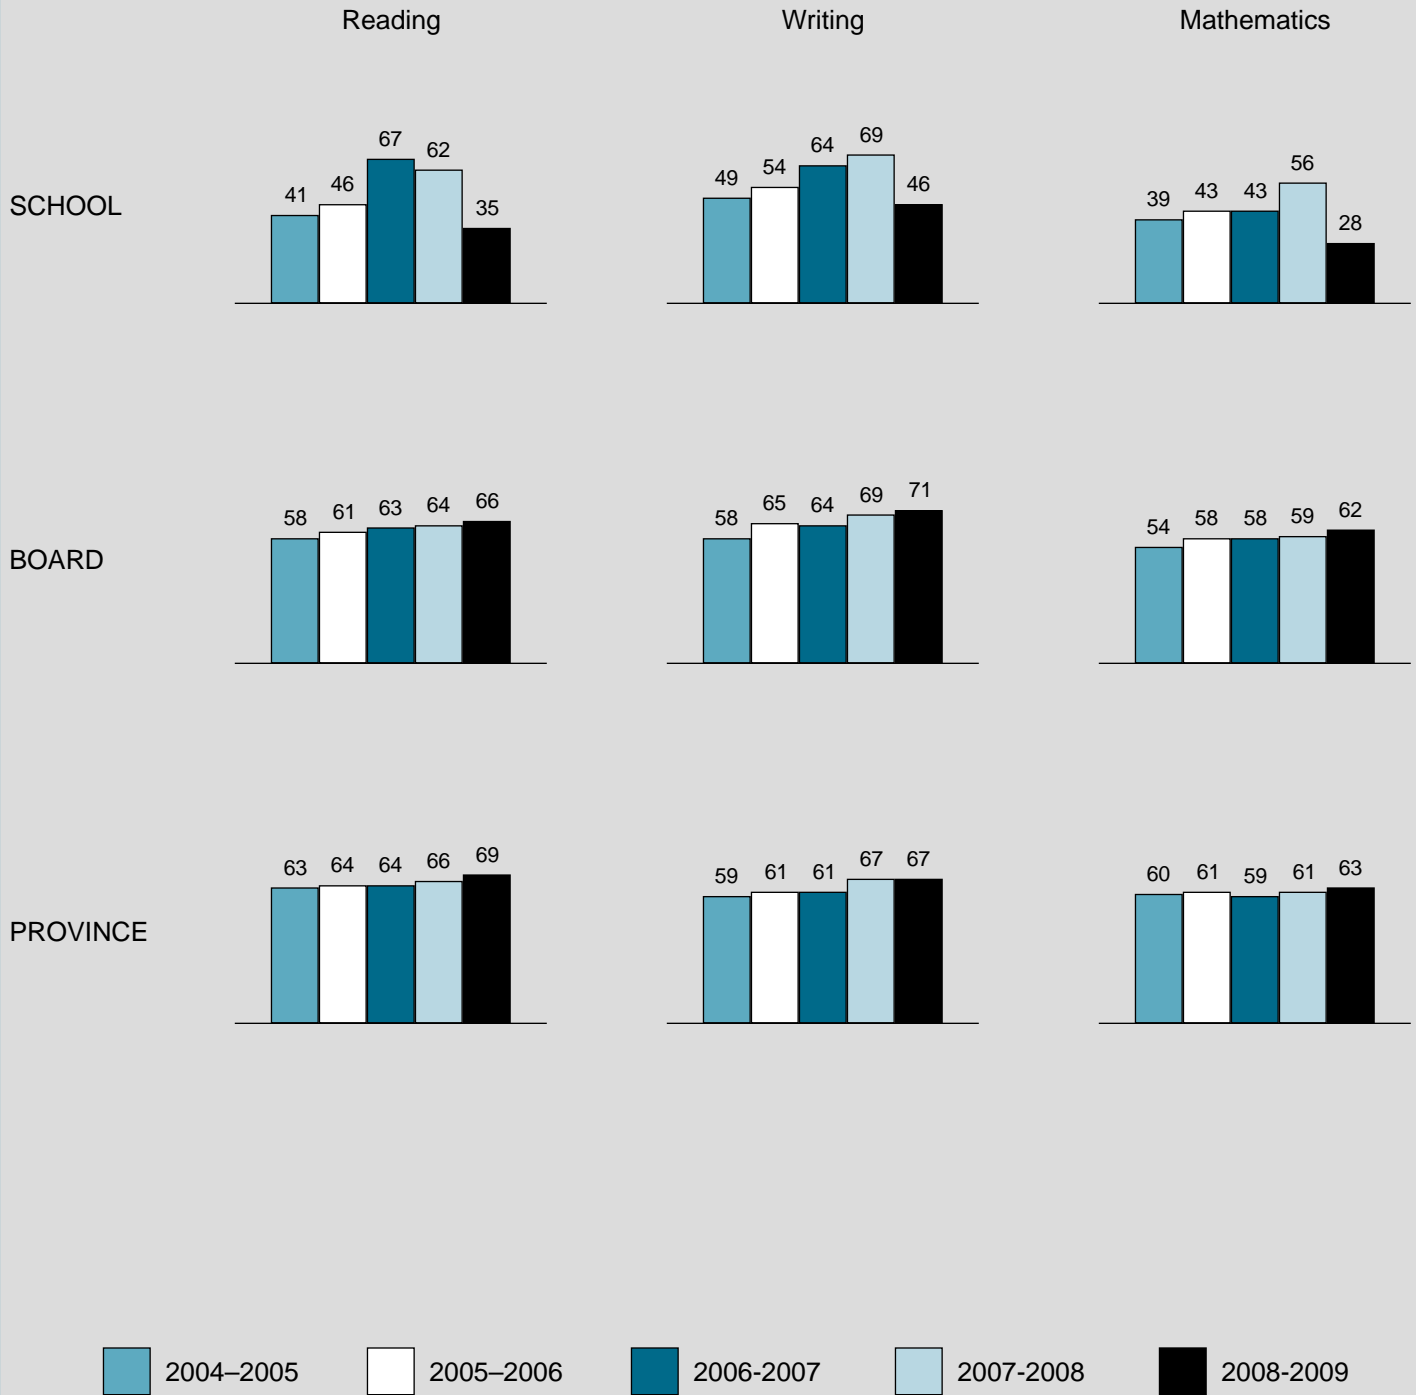 Reading Writing Mathematics
SCHOOL
41 46 67 62 35
49 54 64 69 46
39 43 43 56 28
BOARD
58 61 63 64 66
58 65 64 69 71
54 58 58 59 62
PROVINCE
63 64 64 66 69
59 61 61 67 67
60 61 59 61 63
2004–2005 2005–2006 2006-2007 2007-2008 2008-2009